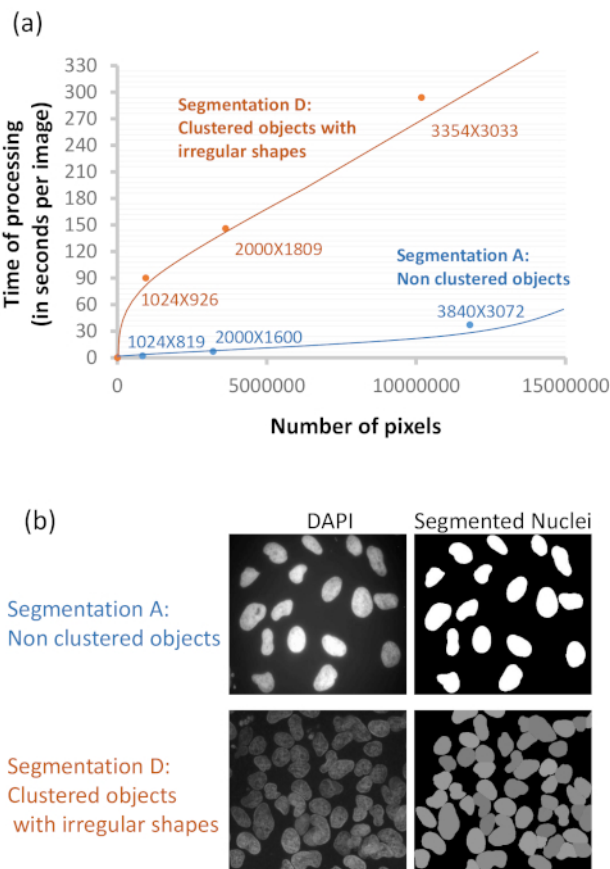 (a)
Time of processing
(in seconds per image)
330
300
270
240
210
180
150
120
90
60
30
0
Segmentation D:
Clustered objects with
irregular shapes
3354X3033
2000X1809
1024X926
Segmentation A:
Non clustered objects
3840X3072
1024X819
2000X1600
0
5000000
10000000
15000000
Number of pixels
(b)
DAPI
Segmented Nuclei
Segmentation A:
Non clustered objects
Segmentation D:
Clustered objects
with irregular shapes